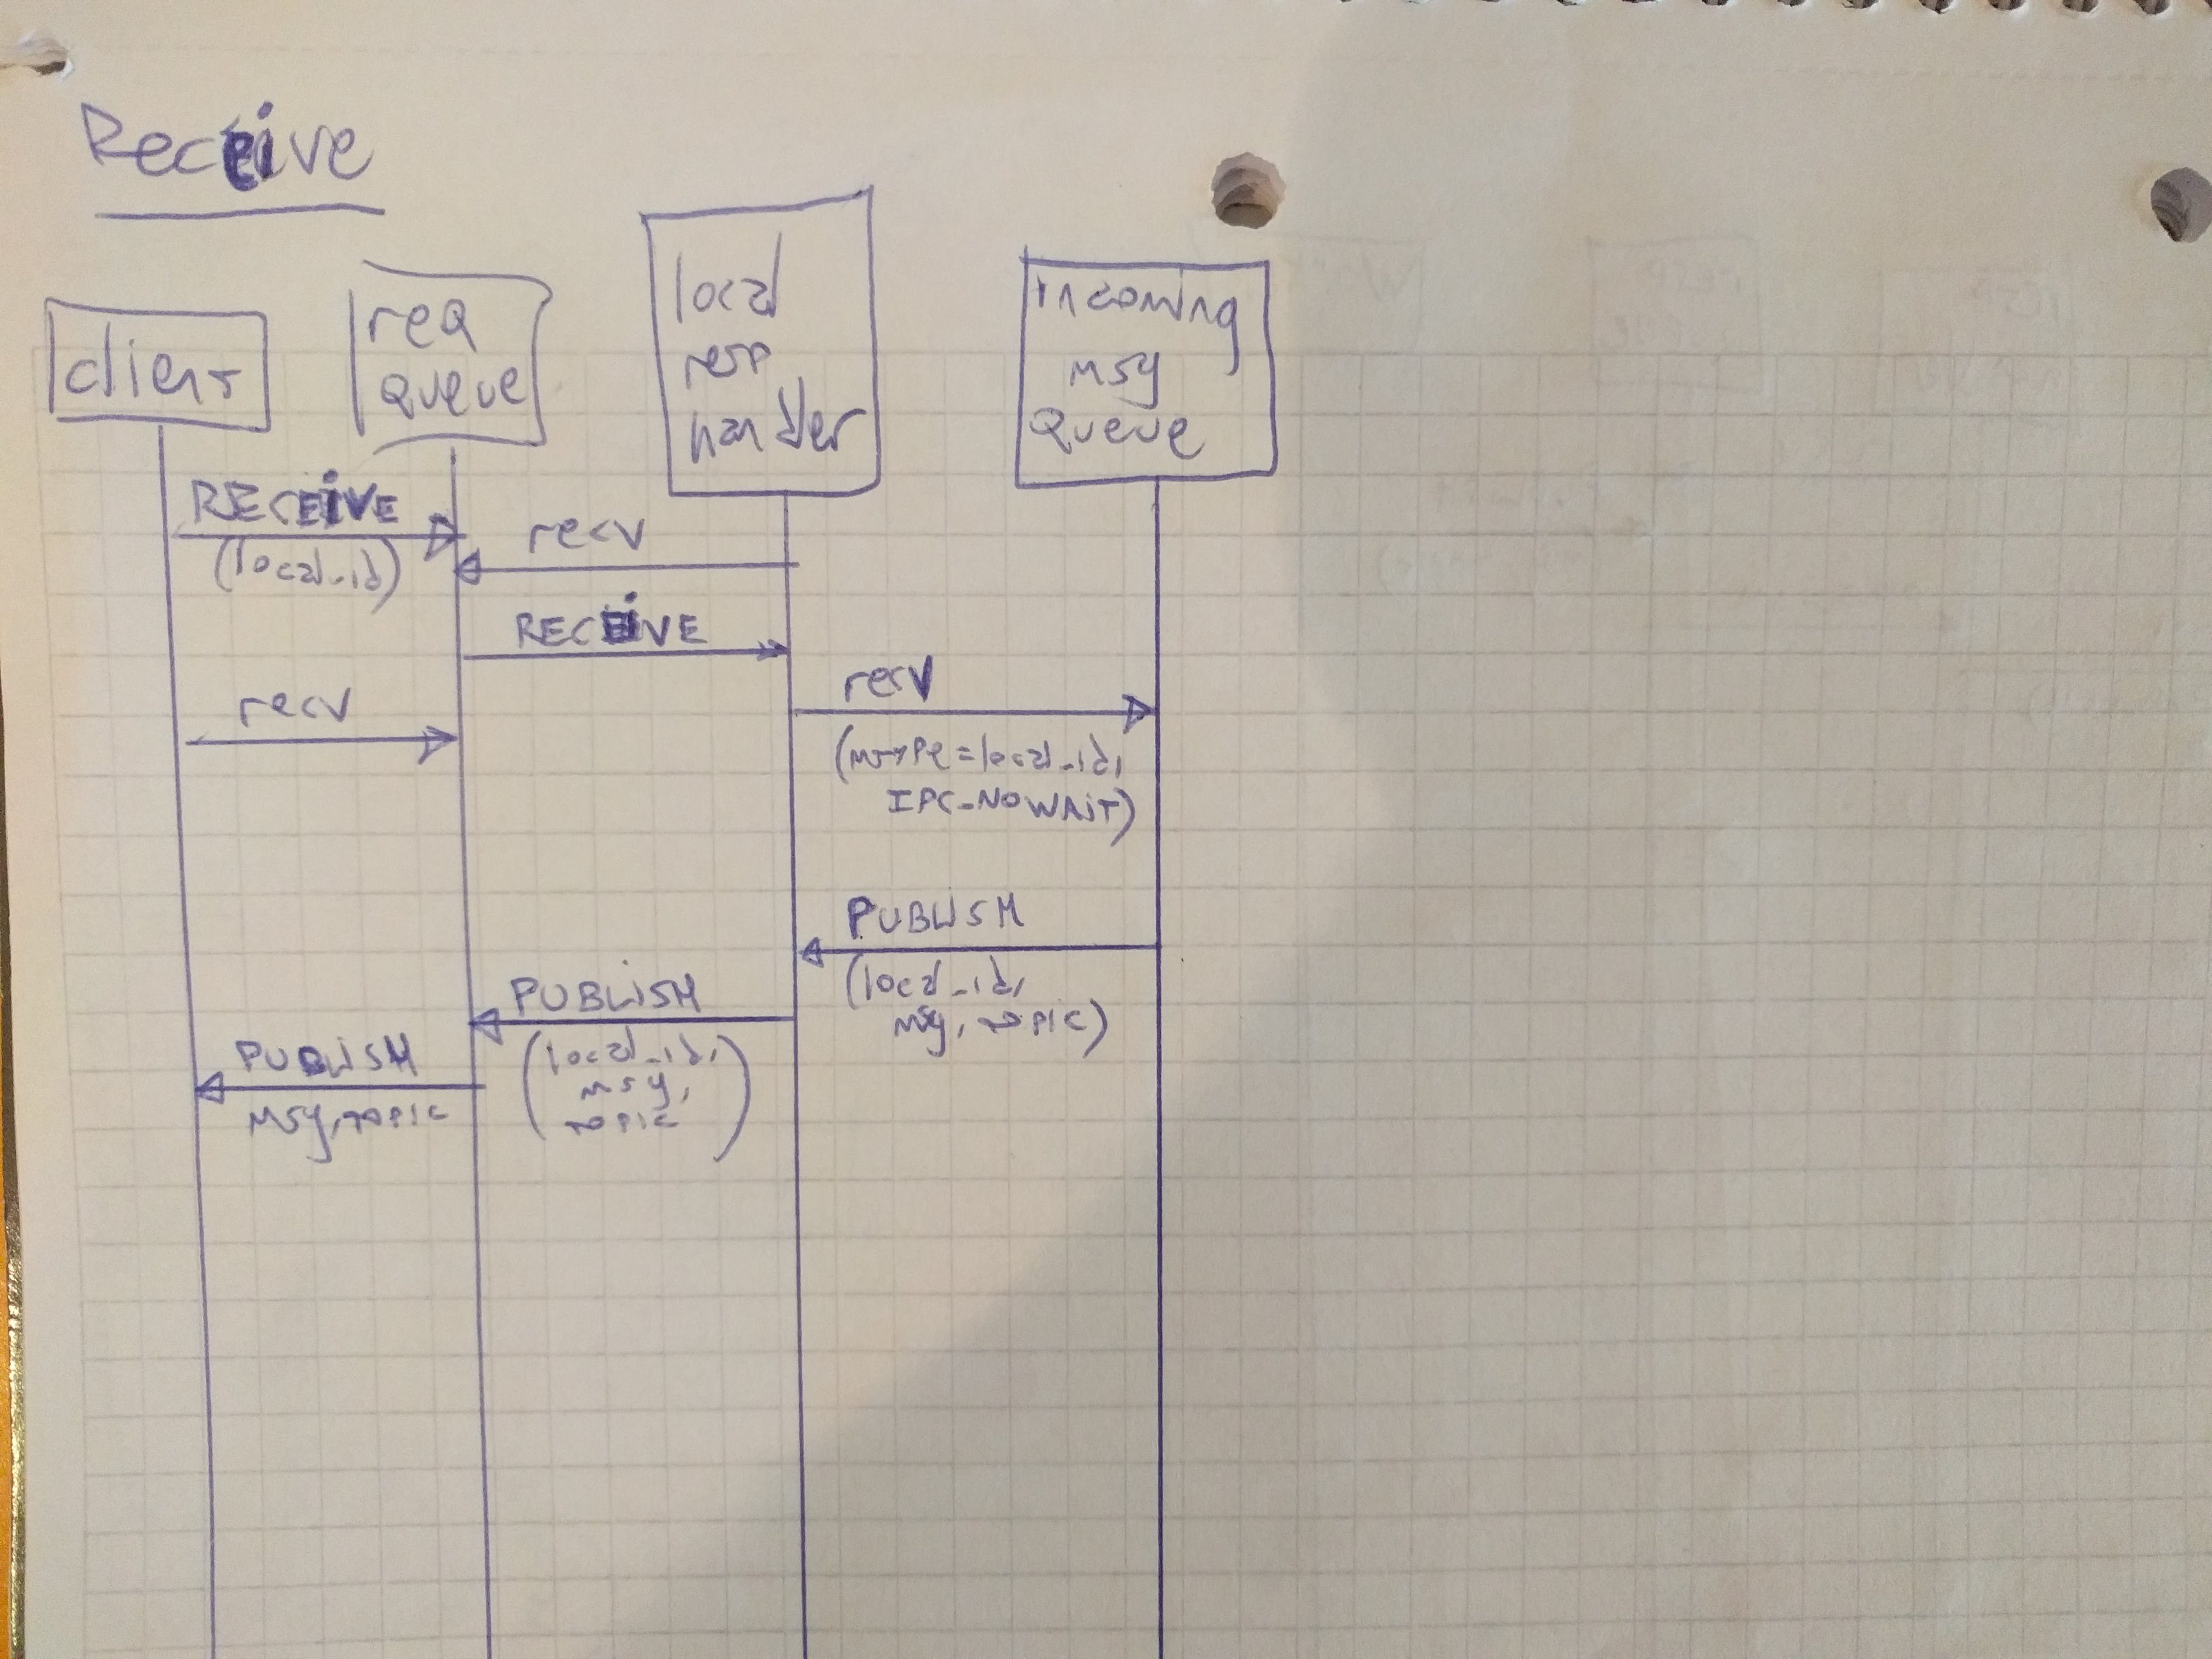 Receive
client
req
queue
local
resp
handler
incoming
msg
queue
RECEIVE
(local_id)
recv
RECEIVE
recv
recv
(mtype=local_id,
IPC_NOWAIT)
PUBLISH
(local_id,
msg, topic)
PUBLISH
(local_id,
msg,
topic)
PUBLISH
msg, topic